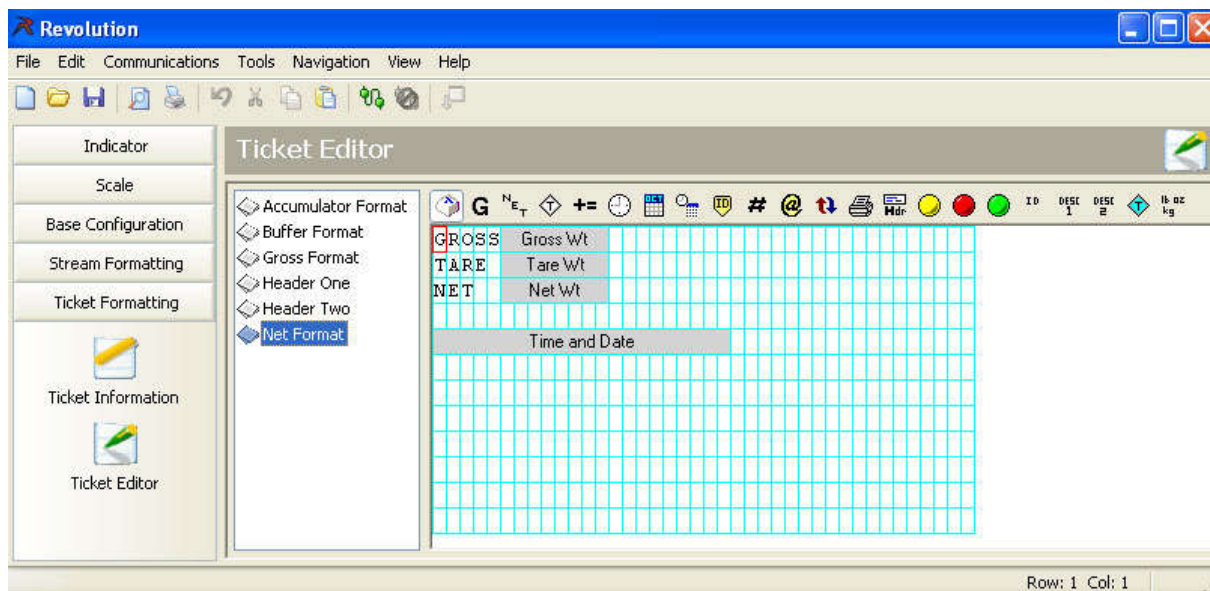 Revolution
File Edit Communications Tools Navigation View Help
Indicator
Scale
Base Configuration
Stream Formatting
Ticket Formatting
Ticket Information
Ticket Editor
Ticket Editor
Accumulator Format
Buffer Format
Gross Format
Header One
Header Two
Net Format
G NET T += ID # @ Hdr ID DESC 1 DESC 2 T lb oz kg
GROSS Gross Wt
TARE Tare Wt
NET Net Wt
Time and Date
Row: 1 Col: 1